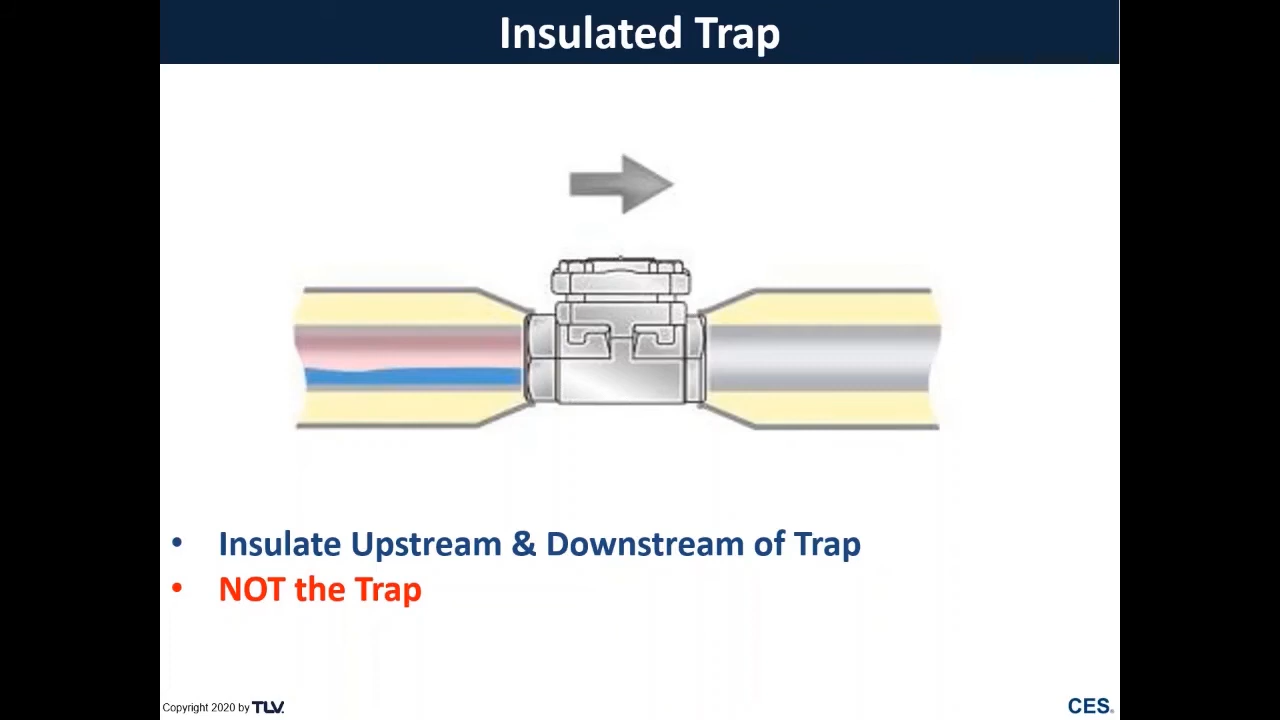 Insulated Trap
• Insulate Upstream & Downstream of Trap
• NOT the Trap
Copyright 2020 by TLV.
CES®